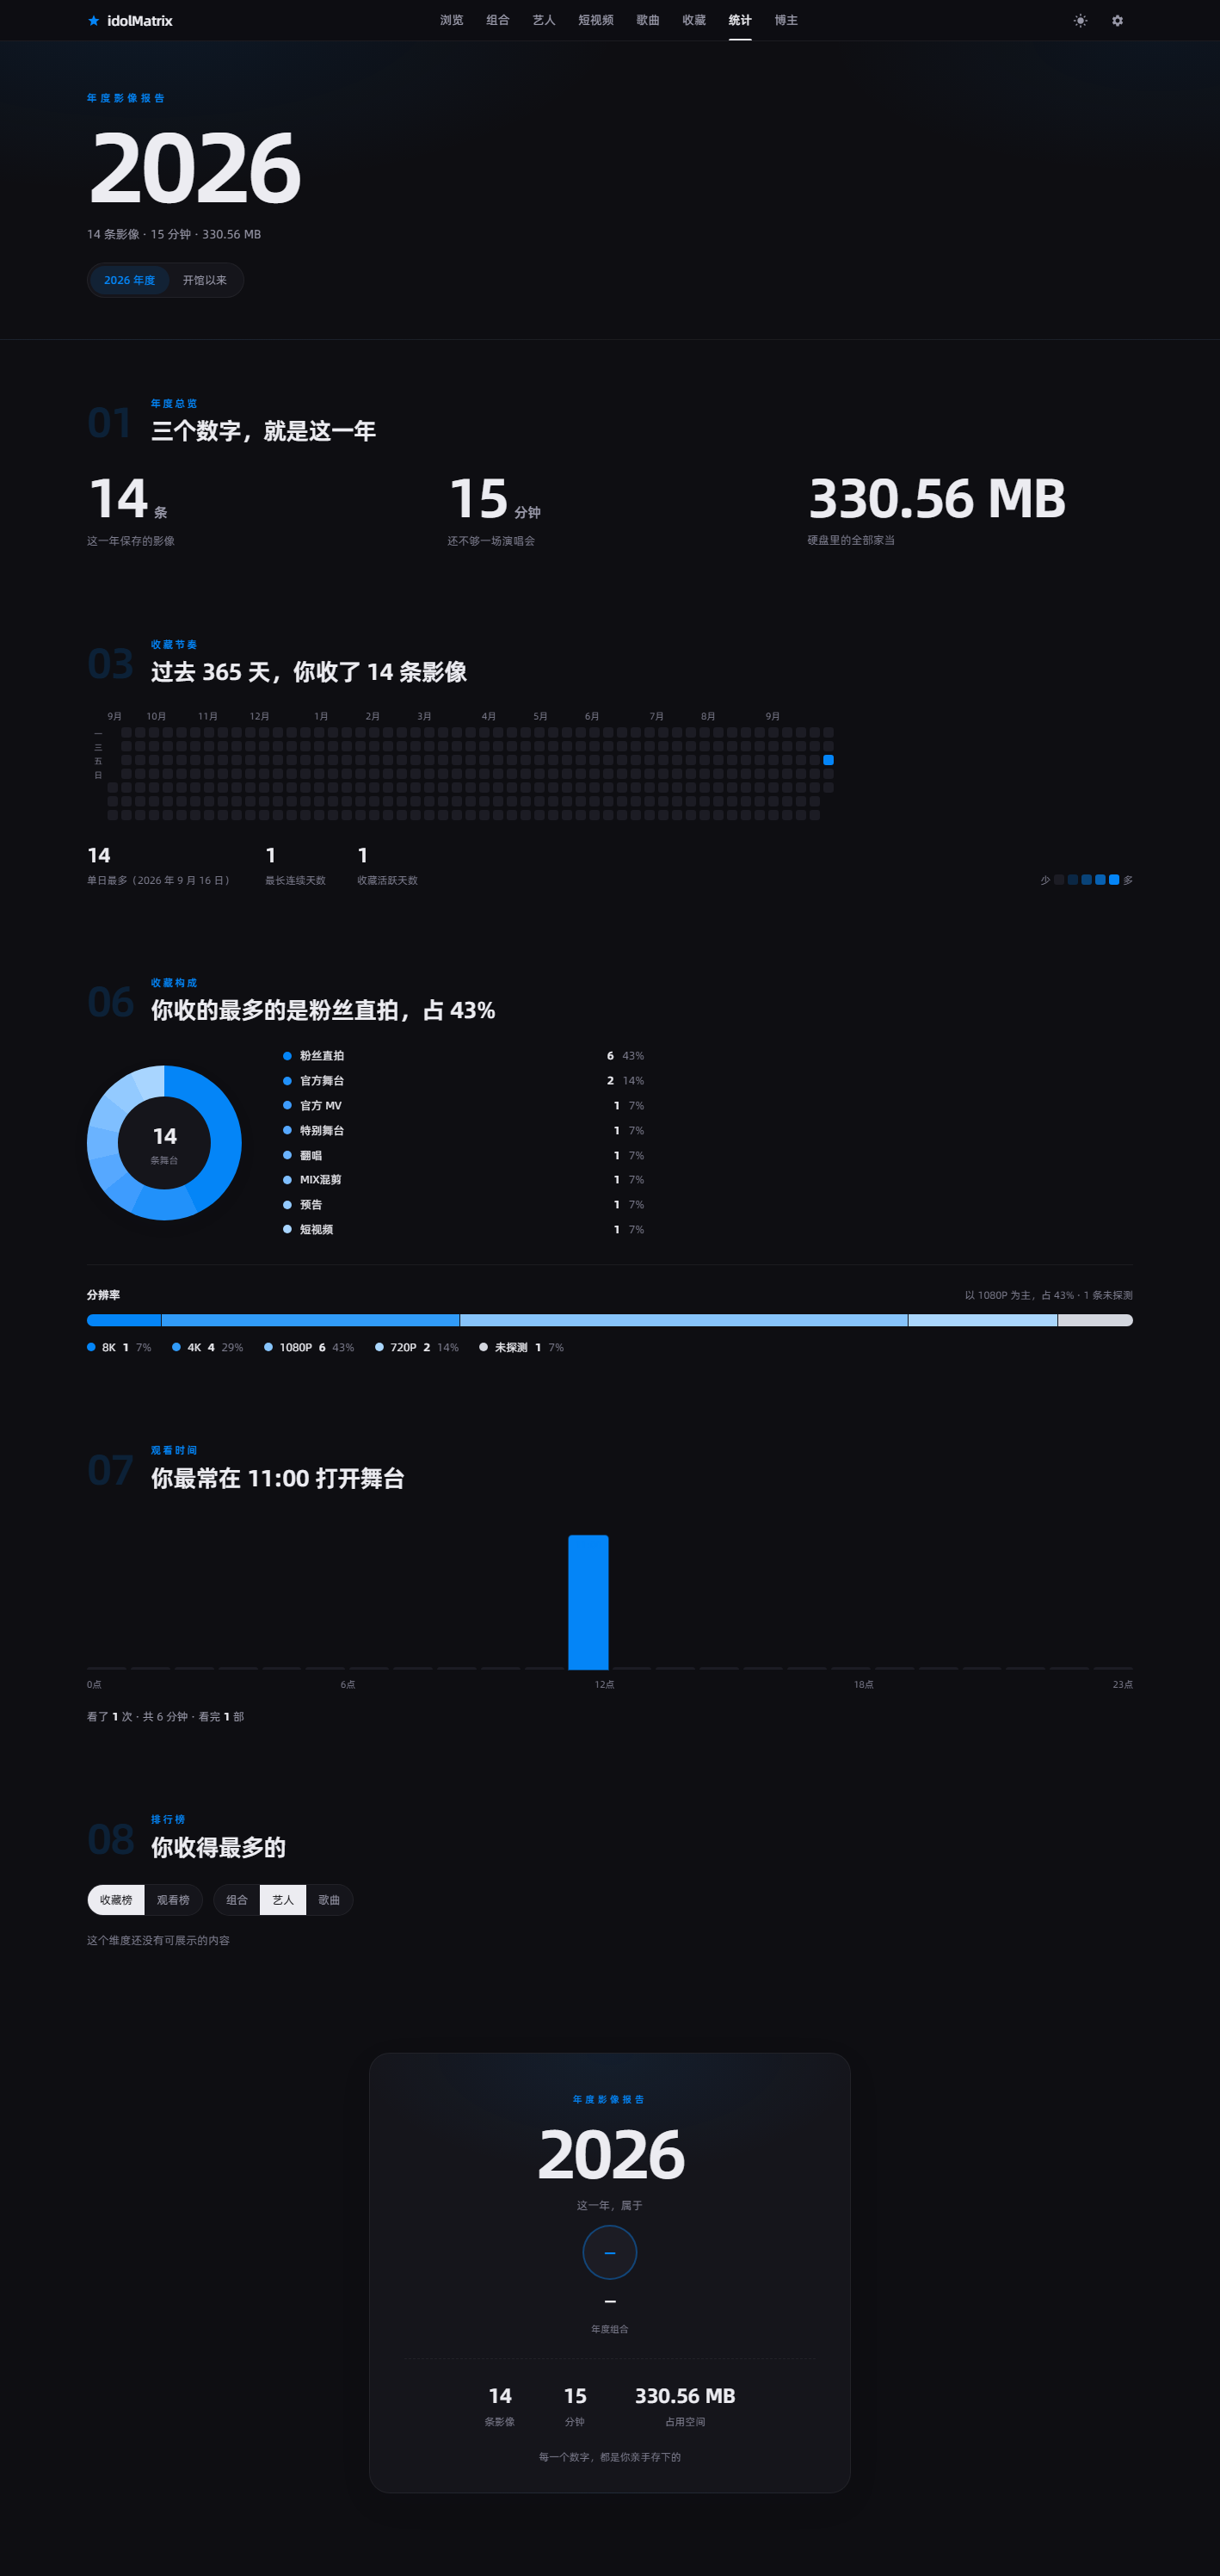 idolMatrix 浏览 组合 艺人 短视频 歌曲 收藏 统计 博主
年度影像报告
2026
14 条影像 · 15 分钟 · 330.56 MB
2026 年度 开馆以来
01 年度总览
三个数字，就是这一年
14 条 15 分钟 330.56 MB
这一年保存的影像 还不够一场演唱会 硬盘里的全部家当
03 收藏节奏
过去 365 天，你收了 14 条影像
9月 10月 11月 12月 1月 2月 3月 4月 5月 6月 7月 8月 9月
一
三
五
日
14 1 1
单日最多（2026 年 9 月 16 日） 最长连续天数 收藏活跃天数 少 多
06 收藏构成
你收的最多的是粉丝直拍，占 43%
14
条舞台
粉丝直拍 6 43%
官方舞台 2 14%
官方 MV 1 7%
特别舞台 1 7%
翻唱 1 7%
MIX混剪 1 7%
预告 1 7%
短视频 1 7%
分辨率 以 1080P 为主，占 43% · 1 条未探测
8K 1 7% 4K 4 29% 1080P 6 43% 720P 2 14% 未探测 1 7%
07 观看时间
你最常在 11:00 打开舞台
0点 6点 12点 18点 23点
看了 1 次 · 共 6 分钟 · 看完 1 部
08 排行榜
你收得最多的
收藏榜 观看榜 组合 艺人 歌曲
这个维度还没有可展示的内容
年度影像报告
2026
这一年，属于
—
—
年度组合
14 15 330.56 MB
条影像 分钟 占用空间
每一个数字，都是你亲手存下的